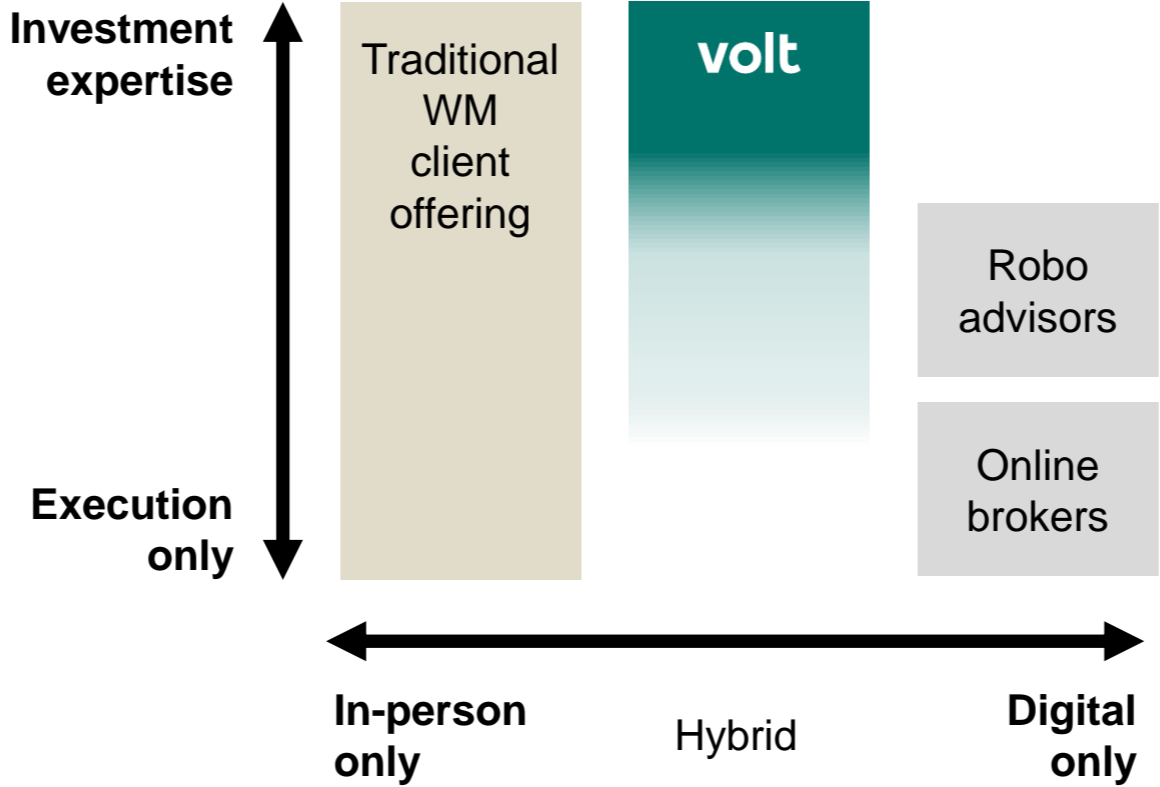 Investment
expertise
Traditional
WM
client
offering
volt
Robo
advisors
Online
brokers
Execution
only
In-person
only
Hybrid
Digital
only